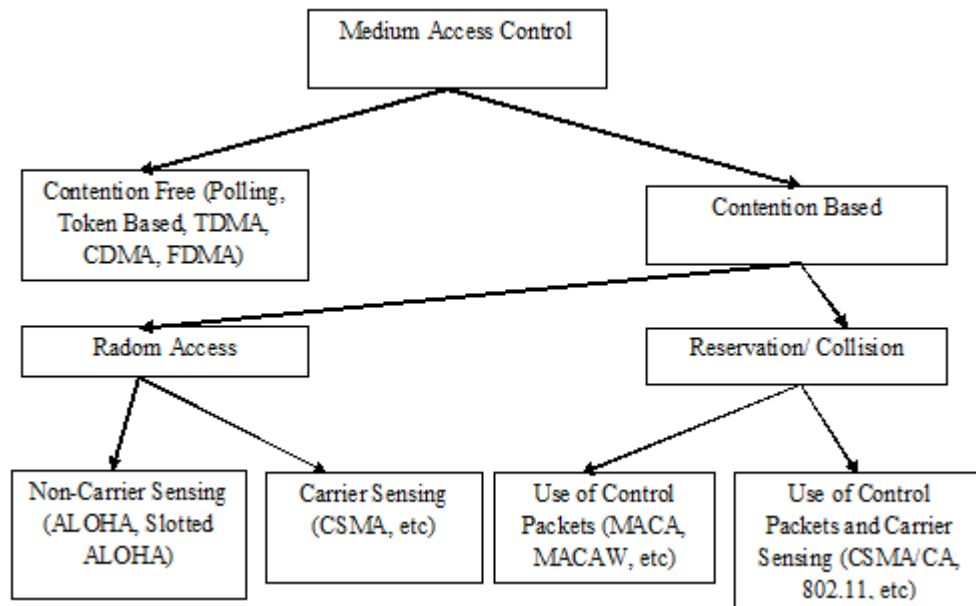 Medium Access Control
Contention Free (Polling,
Token Based, TDMA,
CDMA, FDMA)
Contention Based
Radom Access
Reservation/ Collision
Non-Carrier Sensing
(ALOHA, Slotted
ALOHA)
Carrier Sensing
(CSMA, etc)
Use of Control
Packets (MACA,
MACAW, etc)
Use of Control
Packets and Carrier
Sensing (CSMA/CA,
802.11, etc)